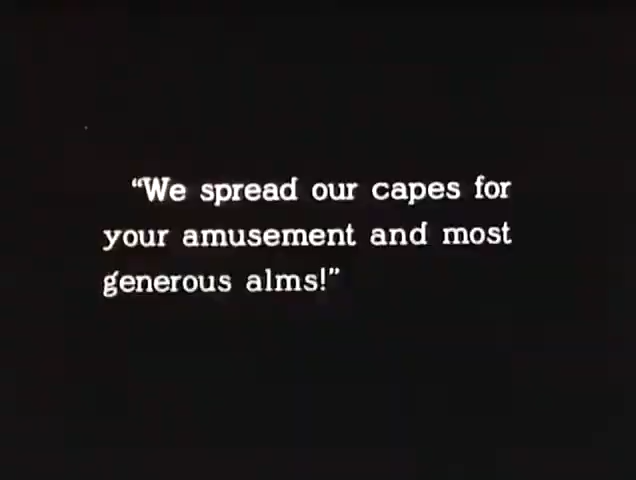 “We spread our capes for
your amusement and most
generous alms!”